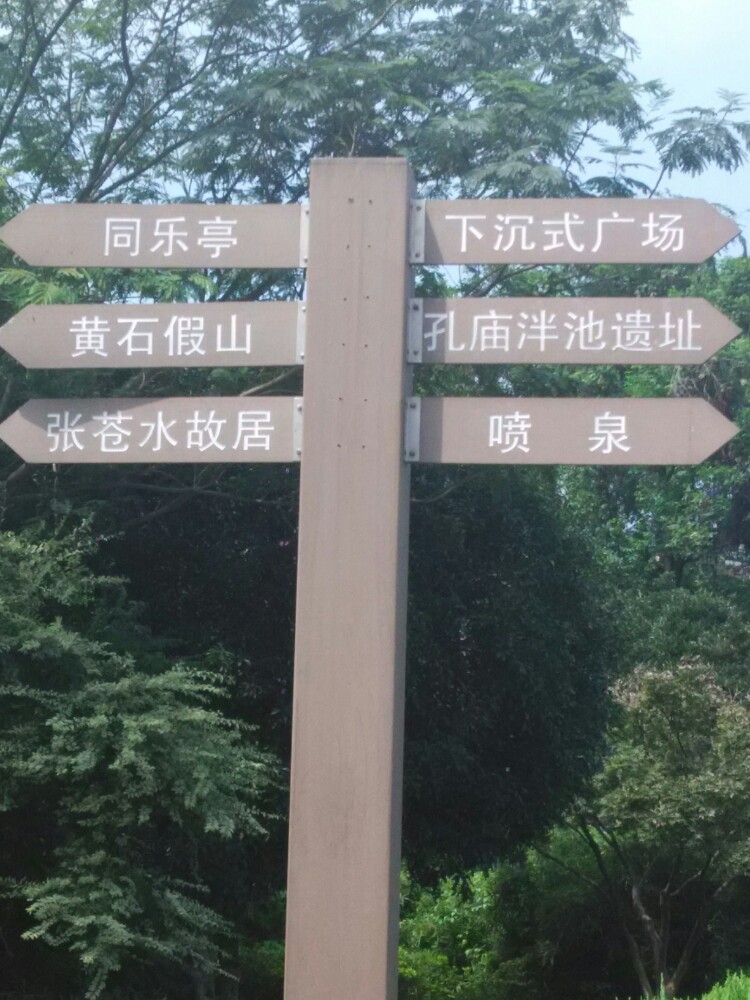 同乐亭
下沉式广场
黄石假山
孔庙泮池遗址
张苍水故居
喷泉